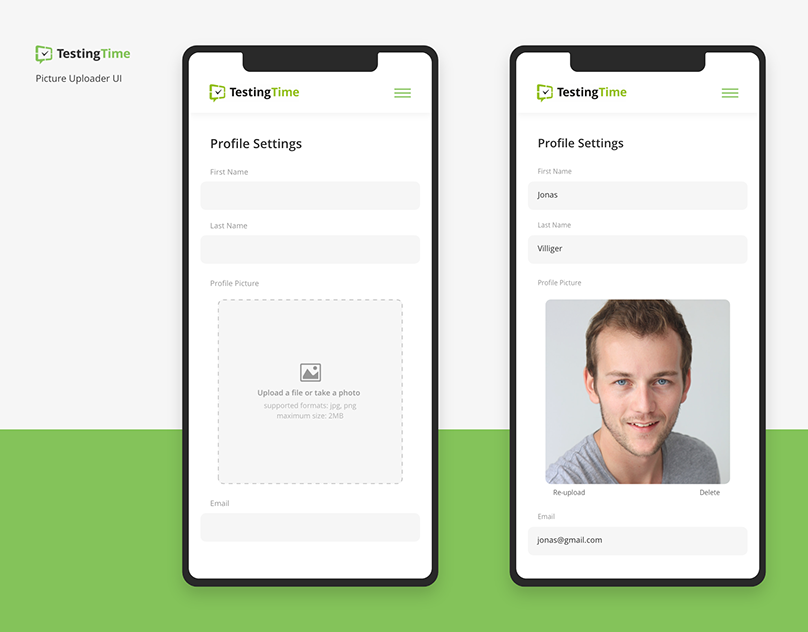 TestingTime
Picture Uploader UI
TestingTime
Profile Settings
First Name
Last Name
Profile Picture
Upload a file or take a photo
supported formats: jpg, png
maximum size: 2MB
Email
TestingTime
Profile Settings
First Name
Jonas
Last Name
Villiger
Profile Picture
Re-upload Delete
Email
jonas@gmail.com